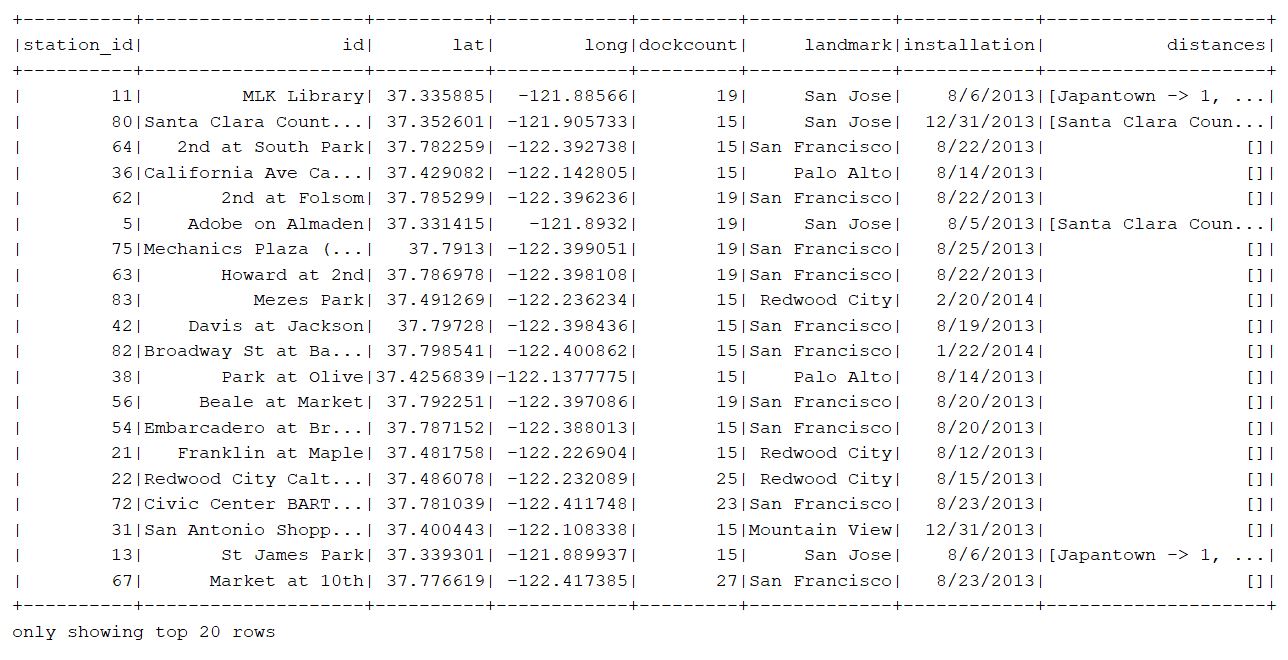 +----------+--------------------+----------+------------+---------+-------------+------------+--------------------+
|station_id|                  id|       lat|        long|dockcount|     landmark|installation|           distances|
+----------+--------------------+----------+------------+---------+-------------+------------+--------------------+
|        11|         MLK Library| 37.335885|  -121.88566|       19|     San Jose|    8/6/2013|[Japantown -> 1, ...|
|        80|Santa Clara Count...| 37.352601| -121.905733|       15|     San Jose|  12/31/2013|[Santa Clara Coun...|
|        64|   2nd at South Park| 37.782259| -122.392738|       15|San Francisco|   8/22/2013|                  []|
|        36|California Ave Ca...| 37.429082| -122.142805|       15|    Palo Alto|   8/14/2013|                  []|
|        62|       2nd at Folsom| 37.785299| -122.396236|       19|San Francisco|   8/22/2013|                  []|
|         5|    Adobe on Almaden| 37.331415|   -121.8932|       19|     San Jose|    8/5/2013|[Santa Clara Coun...|
|        75|Mechanics Plaza (...|   37.7913| -122.399051|       19|San Francisco|   8/25/2013|                  []|
|        63|       Howard at 2nd| 37.786978| -122.398108|       19|San Francisco|   8/22/2013|                  []|
|        83|          Mezes Park| 37.491269| -122.236234|       15| Redwood City|   2/20/2014|                  []|
|        42|    Davis at Jackson|  37.79728| -122.398436|       15|San Francisco|   8/19/2013|                  []|
|        82|Broadway St at Ba...| 37.798541| -122.400862|       15|San Francisco|   1/22/2014|                  []|
|        38|       Park at Olive|37.4256839|-122.1377775|       15|    Palo Alto|   8/14/2013|                  []|
|        56|     Beale at Market| 37.792251| -122.397086|       19|San Francisco|   8/20/2013|                  []|
|        54|Embarcadero at Br...| 37.787152| -122.388013|       15|San Francisco|   8/20/2013|                  []|
|        21|   Franklin at Maple| 37.481758| -122.226904|       15| Redwood City|   8/12/2013|                  []|
|        22|Redwood City Calt...| 37.486078| -122.232089|       25| Redwood City|   8/15/2013|                  []|
|        72|Civic Center BART...| 37.781039| -122.411748|       23|San Francisco|   8/23/2013|                  []|
|        31|San Antonio Shopp...| 37.400443| -122.108338|       15|Mountain View|  12/31/2013|                  []|
|        13|       St James Park| 37.339301| -121.889937|       15|     San Jose|    8/6/2013|[Japantown -> 1, ...|
|        67|      Market at 10th| 37.776619| -122.417385|       27|San Francisco|   8/23/2013|                  []|
+----------+--------------------+----------+------------+---------+-------------+------------+--------------------+
only showing top 20 rows